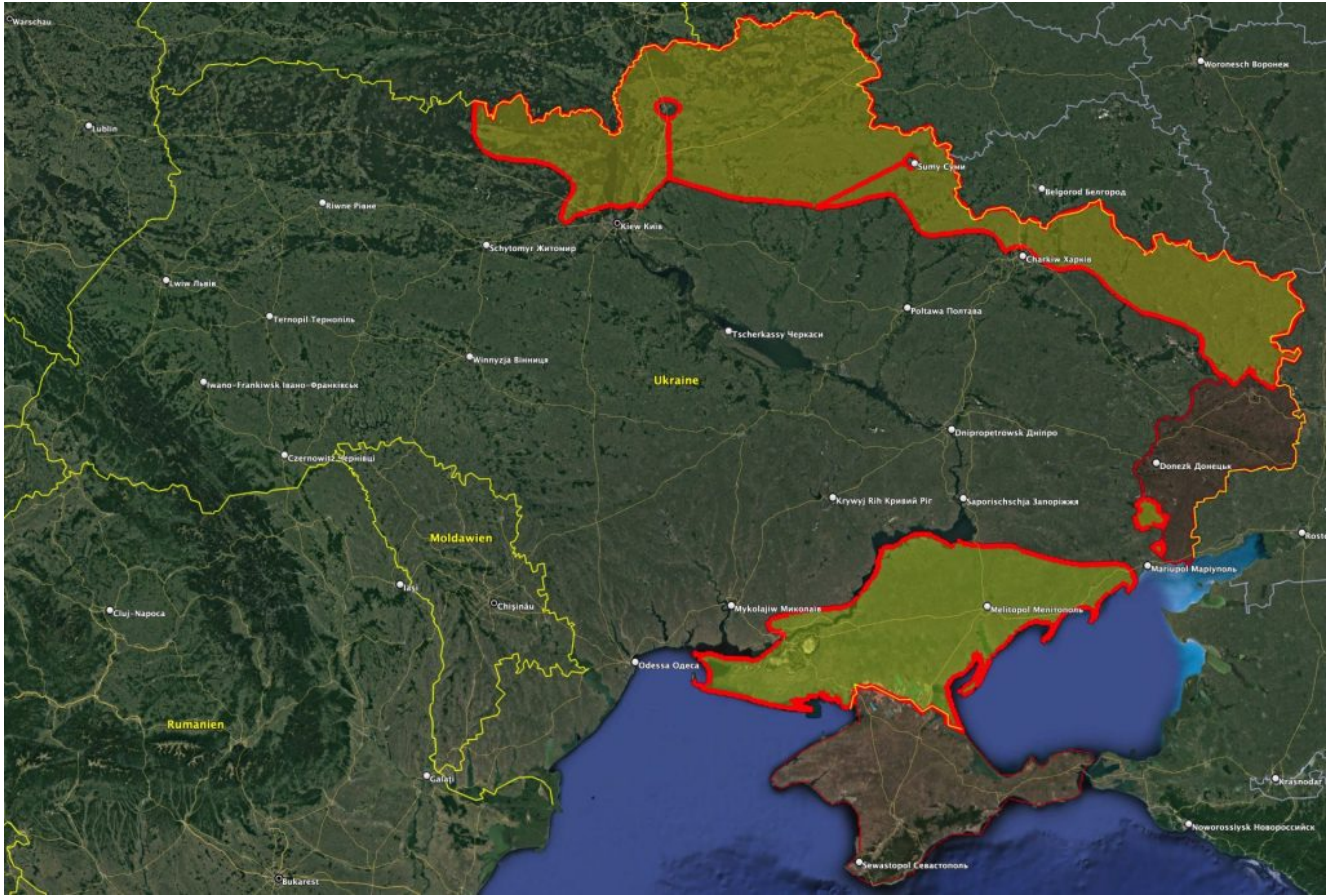 Warschau
Woronesch Воронеж
Lublin
Sumy Суми
Belgorod Белгород
Riwne Рівне
Kiew Київ
Schytomyr Житомир
Charkiw Харків
Lwiw Львів
Ternopil Тернопіль
Poltawa Полтава
Tscherkassy Черкаси
Winnyzja Вінниця
Ukraine
Iwano-Frankiwsk Івано-Франківськ
Dnipropetrowsk Дніпро
Czernowitz Чернівці
Donezk Донецьк
Krywyj Rih Кривий Ріг
Saporischschja Запоріжжя
Moldawien
Rost
Mariupol Маріуполь
Iași
Chișinău
Mykolajiw Миколаїв
Melitopol Мелітополь
Cluj-Napoca
Odessa Одеса
Rumänien
Galați
Krasnodar
Noworossiysk Новороссийск
Sewastopol Севастополь
Bukarest